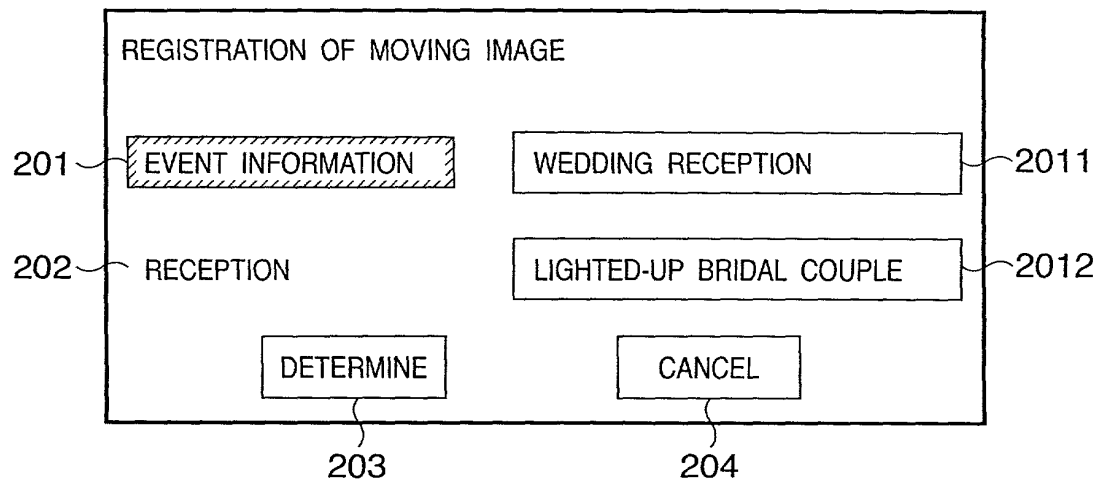 REGISTRATION OF MOVING IMAGE
201 EVENT INFORMATION WEDDING RECEPTION 2011
202 RECEPTION LIGHTED-UP BRIDAL COUPLE 2012
DETERMINE CANCEL
203 204